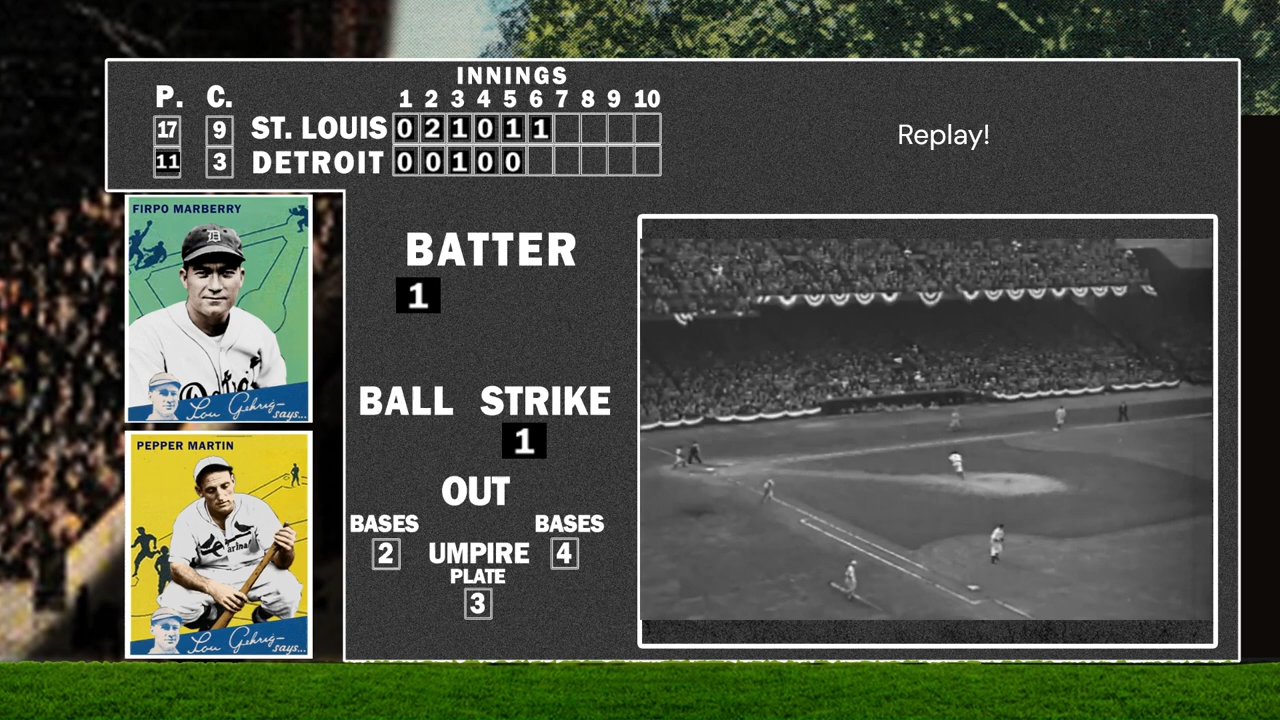 INNINGS
P. C. 1 2 3 4 5 6 7 8 9 10
17 9 ST. LOUIS 0 2 1 0 1 1
11 3 DETROIT 0 0 1 0 0
Replay!
FIRPO MARBERRY
D
Lou Gehrig—
says...
PEPPER MARTIN
Lou Gehrig—
says...
BATTER
1
BALL STRIKE
1
OUT
BASES BASES
2 UMPIRE 4
PLATE
3